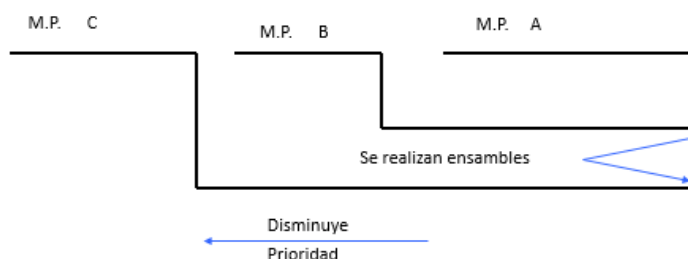 M.P. C
M.P. B
M.P. A
Se realizan ensambles
Disminuye
Prioridad